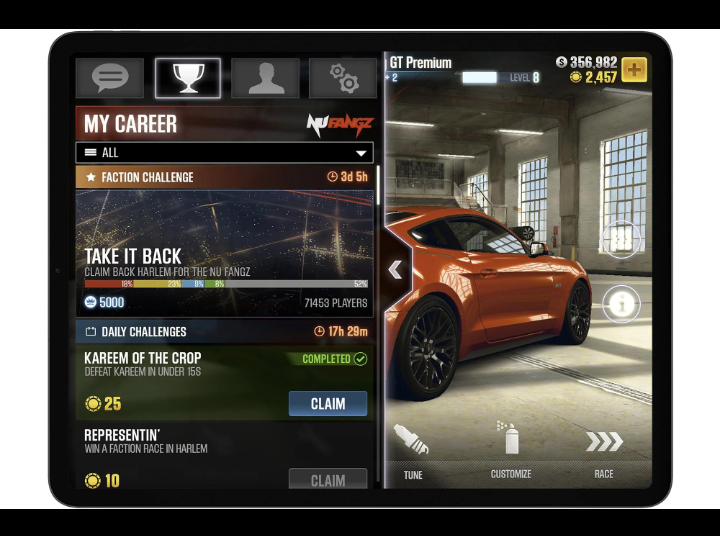 GT Premium
356,982
+ 2
LEVEL 8
2,457
MY CAREER
NU FANGZ
ALL
FACTION CHALLENGE
3d 5h
TAKE IT BACK
CLAIM BACK HARLEM FOR THE NU FANGZ
18% 23% 9% 8% 52%
5000
71453 PLAYERS
DAILY CHALLENGES
17h 29m
KAREEM OF THE CROP
COMPLETED
DEFEAT KAREEM IN UNDER 15S
25
CLAIM
REPRESENTIN'
WIN A FACTION RACE IN HARLEM
10
CLAIM
TUNE
CUSTOMIZE
RACE